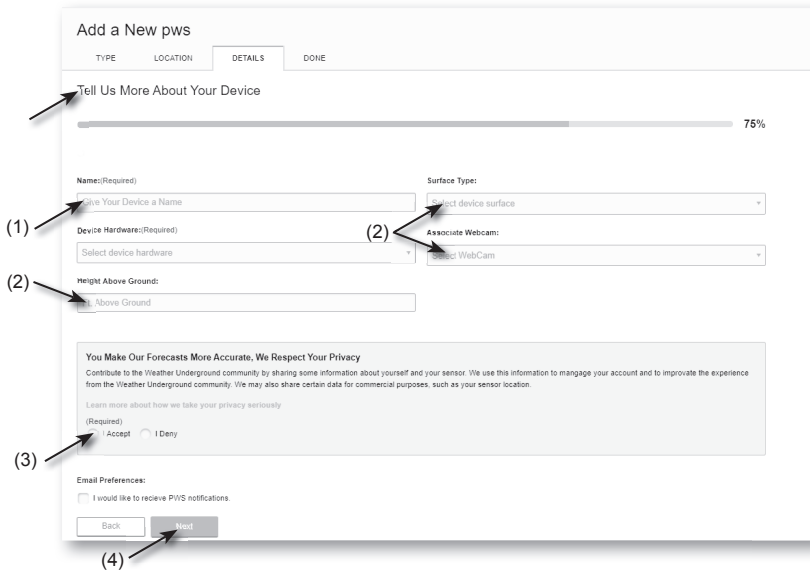 Add a New pws
TYPE LOCATION DETAILS DONE
Tell Us More About Your Device
75%
Name:(Required)
Surface Type:
Give Your Device a Name
Select device surface
(1)
Device Hardware:(Required)
(2)
Associate Webcam:
Select device hardware
Select WebCam
(2)
Height Above Ground:
Ft. Above Ground
You Make Our Forecasts More Accurate, We Respect Your Privacy
Contribute to the Weather Underground community by sharing some information about yourself and your sensor. We use this information to mangage your account and to improvate the experience
from the Weather Underground community. We may also share certain data for commercial purposes, such as your sensor location.
Learn more about how we take your privacy seriously
(Required)
I Accept I Deny
(3)
Email Preferences:
I would like to recieve PWS notifications.
Back Next
(4)